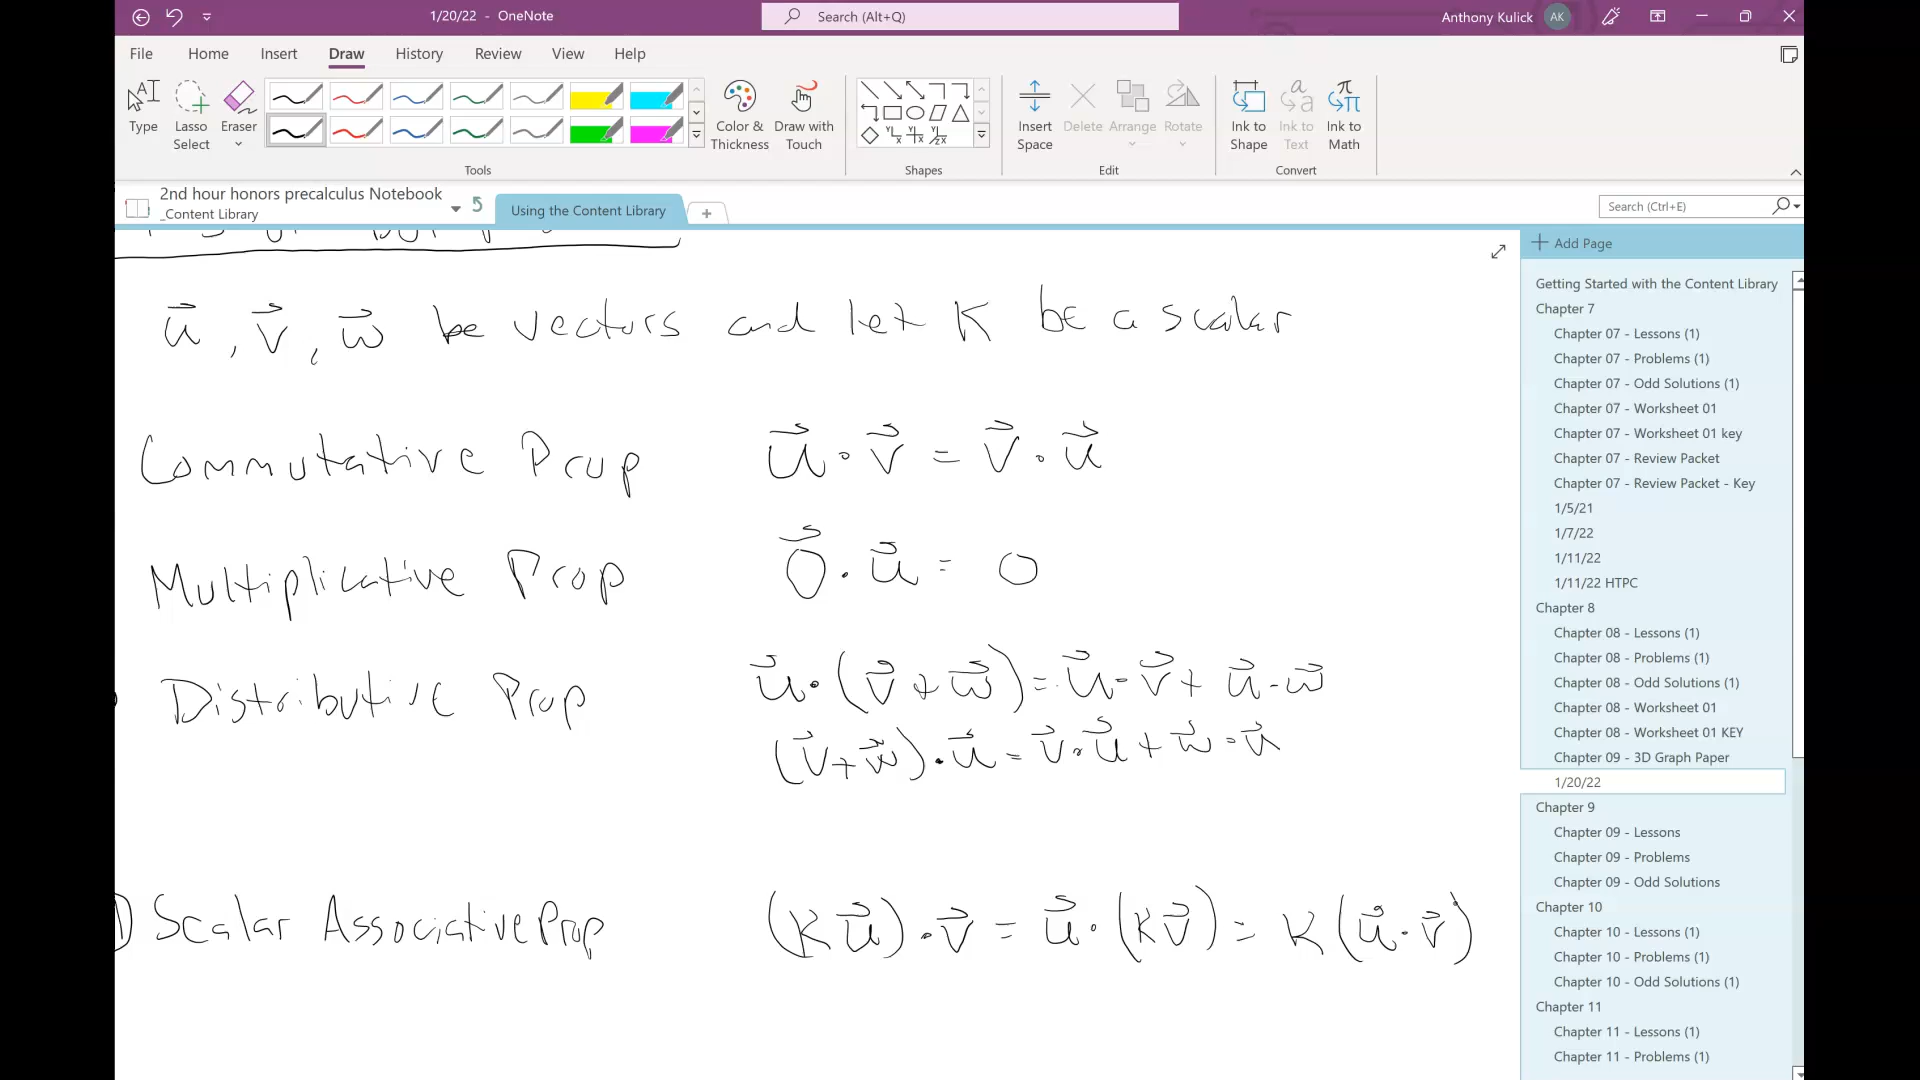 1/20/22 - OneNote
Search (Alt+Q)
Anthony Kulick AK
File Home Insert Draw History Review View Help
Type Lasso Select Eraser Color & Thickness Draw with Touch Insert Space Delete Arrange Rotate Ink to Shape Ink to Text Ink to Math
Tools Shapes Edit Convert
2nd hour honors precalculus Notebook
_Content Library
Using the Content Library
Search (Ctrl+E)
u⃗, v⃗, w⃗ be vectors and let K be a scalar
Commutative Prop u⃗ · v⃗ = v⃗ · u⃗
Multiplicative Prop 0⃗ · u⃗ = 0
Distributive Prop u⃗ · (v⃗ + w⃗) = u⃗ · v⃗ + u⃗ · w⃗
(v⃗ + w⃗) · u⃗ = v⃗ · u⃗ + w⃗ · u⃗
Scalar Associative Prop (K u⃗) · v⃗ = u⃗ · (K v⃗) = K (u⃗ · v⃗)
Add Page
Getting Started with the Content Library
Chapter 7
Chapter 07 - Lessons (1)
Chapter 07 - Problems (1)
Chapter 07 - Odd Solutions (1)
Chapter 07 - Worksheet 01
Chapter 07 - Worksheet 01 key
Chapter 07 - Review Packet
Chapter 07 - Review Packet - Key
1/5/21
1/7/22
1/11/22
1/11/22 HTPC
Chapter 8
Chapter 08 - Lessons (1)
Chapter 08 - Problems (1)
Chapter 08 - Odd Solutions (1)
Chapter 08 - Worksheet 01
Chapter 08 - Worksheet 01 KEY
Chapter 09 - 3D Graph Paper
1/20/22
Chapter 9
Chapter 09 - Lessons
Chapter 09 - Problems
Chapter 09 - Odd Solutions
Chapter 10
Chapter 10 - Lessons (1)
Chapter 10 - Problems (1)
Chapter 10 - Odd Solutions (1)
Chapter 11
Chapter 11 - Lessons (1)
Chapter 11 - Problems (1)